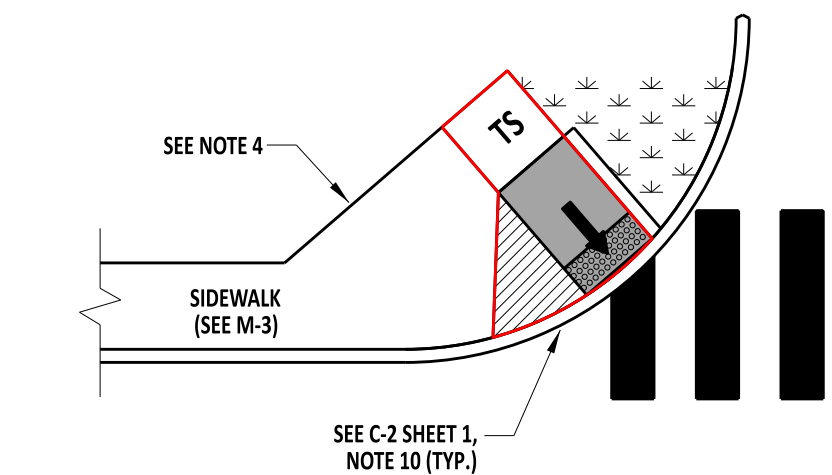 TS
SEE NOTE 4
SIDEWALK
(SEE M-3)
SEE C-2 SHEET 1,
NOTE 10 (TYP.)